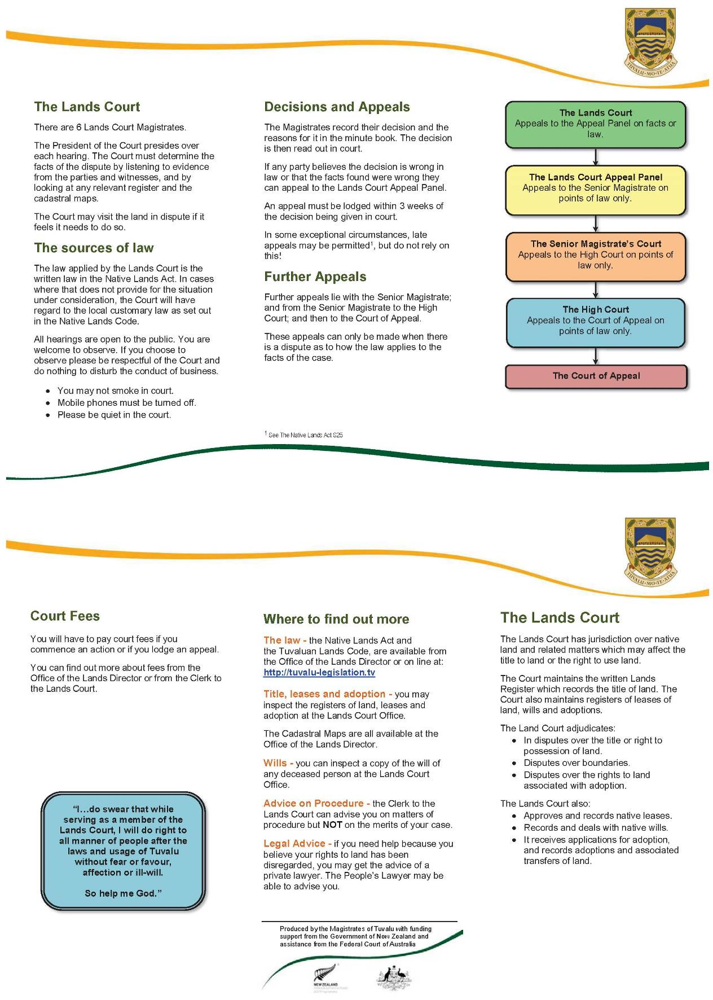 TUVALU·MO·TE·ATUA
The Lands Court
There are 6 Lands Court Magistrates.
The President of the Court presides over
each hearing. The Court must determine the
facts of the dispute by listening to evidence
from the parties and witnesses, and by
looking at any relevant register and the
cadastral maps.
The Court may visit the land in dispute if it
feels it needs to do so.
The sources of law
The law applied by the Lands Court is the
written law in the Native Lands Act. In cases
where that does not provide for the situation
under consideration, the Court will have
regard to the local customary law as set out
in the Native Lands Code.
All hearings are open to the public. You are
welcome to observe. If you choose to
observe please be respectful of the Court and
do nothing to disturb the conduct of business.
● You may not smoke in court.
● Mobile phones must be turned off.
● Please be quiet in the court.
Decisions and Appeals
The Magistrates record their decision and the
reasons for it in the minute book. The decision
is then read out in court.
If any party believes the decision is wrong in
law or that the facts found were wrong they
can appeal to the Lands Court Appeal Panel.
An appeal must be lodged within 3 weeks of
the decision being given in court.
In some exceptional circumstances, late
appeals may be permitted¹, but do not rely on
this!
Further Appeals
Further appeals lie with the Senior Magistrate;
and from the Senior Magistrate to the High
Court; and then to the Court of Appeal.
These appeals can only be made when there
is a dispute as to how the law applies to the
facts of the case.
¹ See The Native Lands Act S25
The Lands Court
Appeals to the Appeal Panel on facts or
law.
The Lands Court Appeal Panel
Appeals to the Senior Magistrate on
points of law only.
The Senior Magistrate's Court
Appeals to the High Court on points of
law only.
The High Court
Appeals to the Court of Appeal on
points of law only.
The Court of Appeal
TUVALU·MO·TE·ATUA
Court Fees
You will have to pay court fees if you
commence an action or if you lodge an appeal.
You can find out more about fees from the
Office of the Lands Director or from the Clerk to
the Lands Court.
“I…do swear that while
serving as a member of the
Lands Court, I will do right to
all manner of people after the
laws and usage of Tuvalu
without fear or favour,
affection or ill-will.
So help me God.”
Where to find out more
The law - the Native Lands Act and
the Tuvaluan Lands Code, are available from
the Office of the Lands Director or on line at:
http://tuvalu-legislation.tv
Title, leases and adoption - you may
inspect the registers of land, leases and
adoption at the Lands Court Office.
The Cadastral Maps are all available at the
Office of the Lands Director.
Wills - you can inspect a copy of the will of
any deceased person at the Lands Court
Office.
Advice on Procedure - the Clerk to the
Lands Court can advise you on matters of
procedure but NOT on the merits of your case.
Legal Advice - if you need help because you
believe your rights to land has been
disregarded, you may get the advice of a
private lawyer. The People's Lawyer may be
able to advise you.
Produced by the Magistrates of Tuvalu with funding
support from the Government of New Zealand and
assistance from the Federal Court of Australia
NEW ZEALAND
The Lands Court
The Lands Court has jurisdiction over native
land and related matters which may affect the
title to land or the right to use land.
The Court maintains the written Lands
Register which records the title of land. The
Court also maintains registers of leases of
land, wills and adoptions.
The Land Court adjudicates:
● In disputes over the title or right to
possession of land.
● Disputes over boundaries.
● Disputes over the rights to land
associated with adoption.
The Lands Court also:
● Approves and records native leases.
● Records and deals with native wills.
● It receives applications for adoption,
and records adoptions and associated
transfers of land.